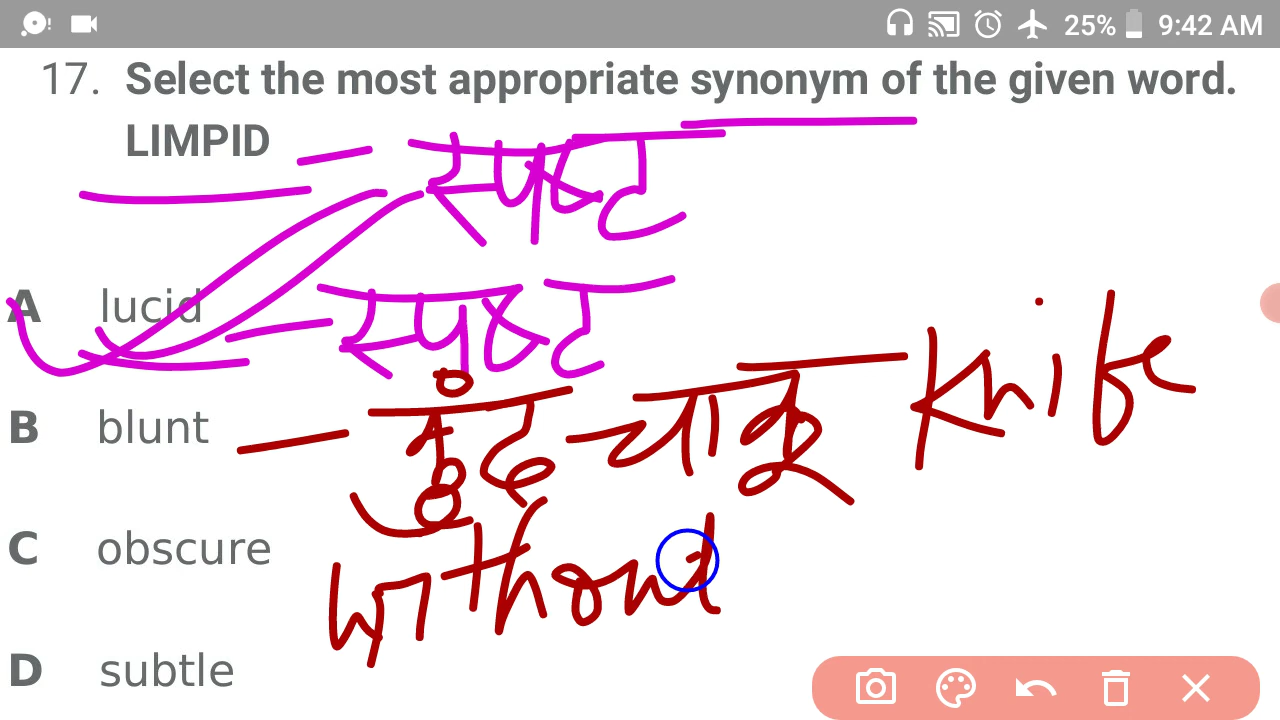 25% 9:42 AM
17. Select the most appropriate synonym of the given word.
LIMPID – स्पष्ट
A lucid – स्पष्ट
B blunt – कुंद चाकू knife
without
C obscure
D subtle